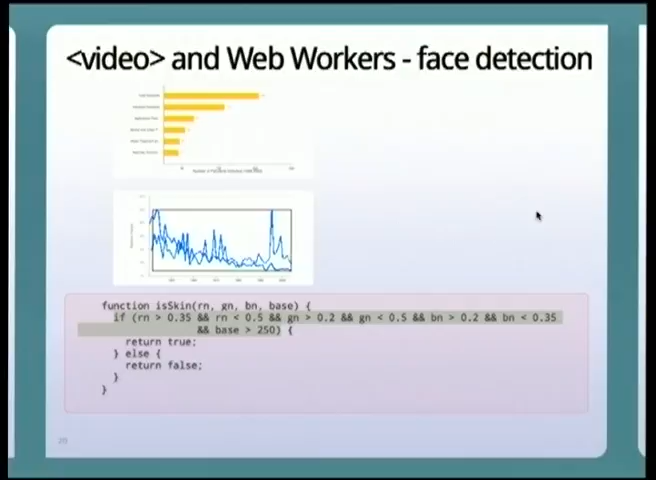 <video> and Web Workers - face detection
function isSkin(rn, gn, bn, base) {
if (rn > 0.35 && rn < 0.5 && gn > 0.2 && gn < 0.5 && bn > 0.2 && bn < 0.35
&& base > 250) {
return true;
} else {
return false;
}
}
20